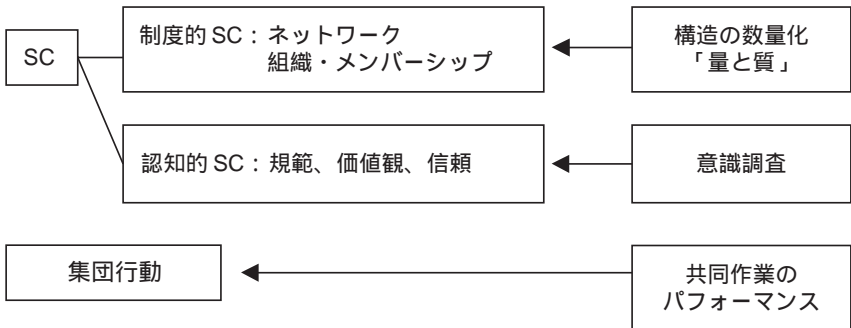 SC
制度的 SC：ネットワーク
組織・メンバーシップ
構造の数量化
「量と質」
認知的 SC：規範、価値観、信頼
意識調査
集団行動
共同作業の
パフォーマンス